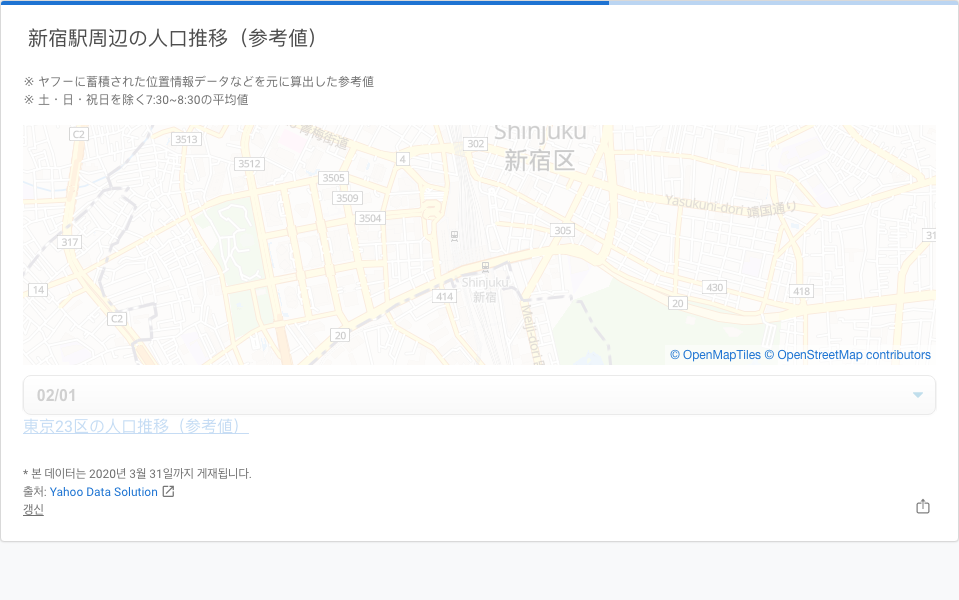 新宿駅周辺の人口推移（参考値）
※ ヤフーに蓄積された位置情報データなどを元に算出した参考値
※ 土・日・祝日を除く7:30~8:30の平均値
C2
3513
青梅街道
302
Shinjuku
新宿区
4
3512
3505
3509
3504
Yasukuni-dori 靖国通り
305
317
31
14
Shinjuku
新宿
414
430
418
20
C2
20
Meiji-dori
© OpenMapTiles © OpenStreetMap contributors
02/01
東京23区の人口推移（参考値）
* 본 데이터는 2020년 3월 31일까지 게재됩니다.
출처: Yahoo Data Solution
갱신